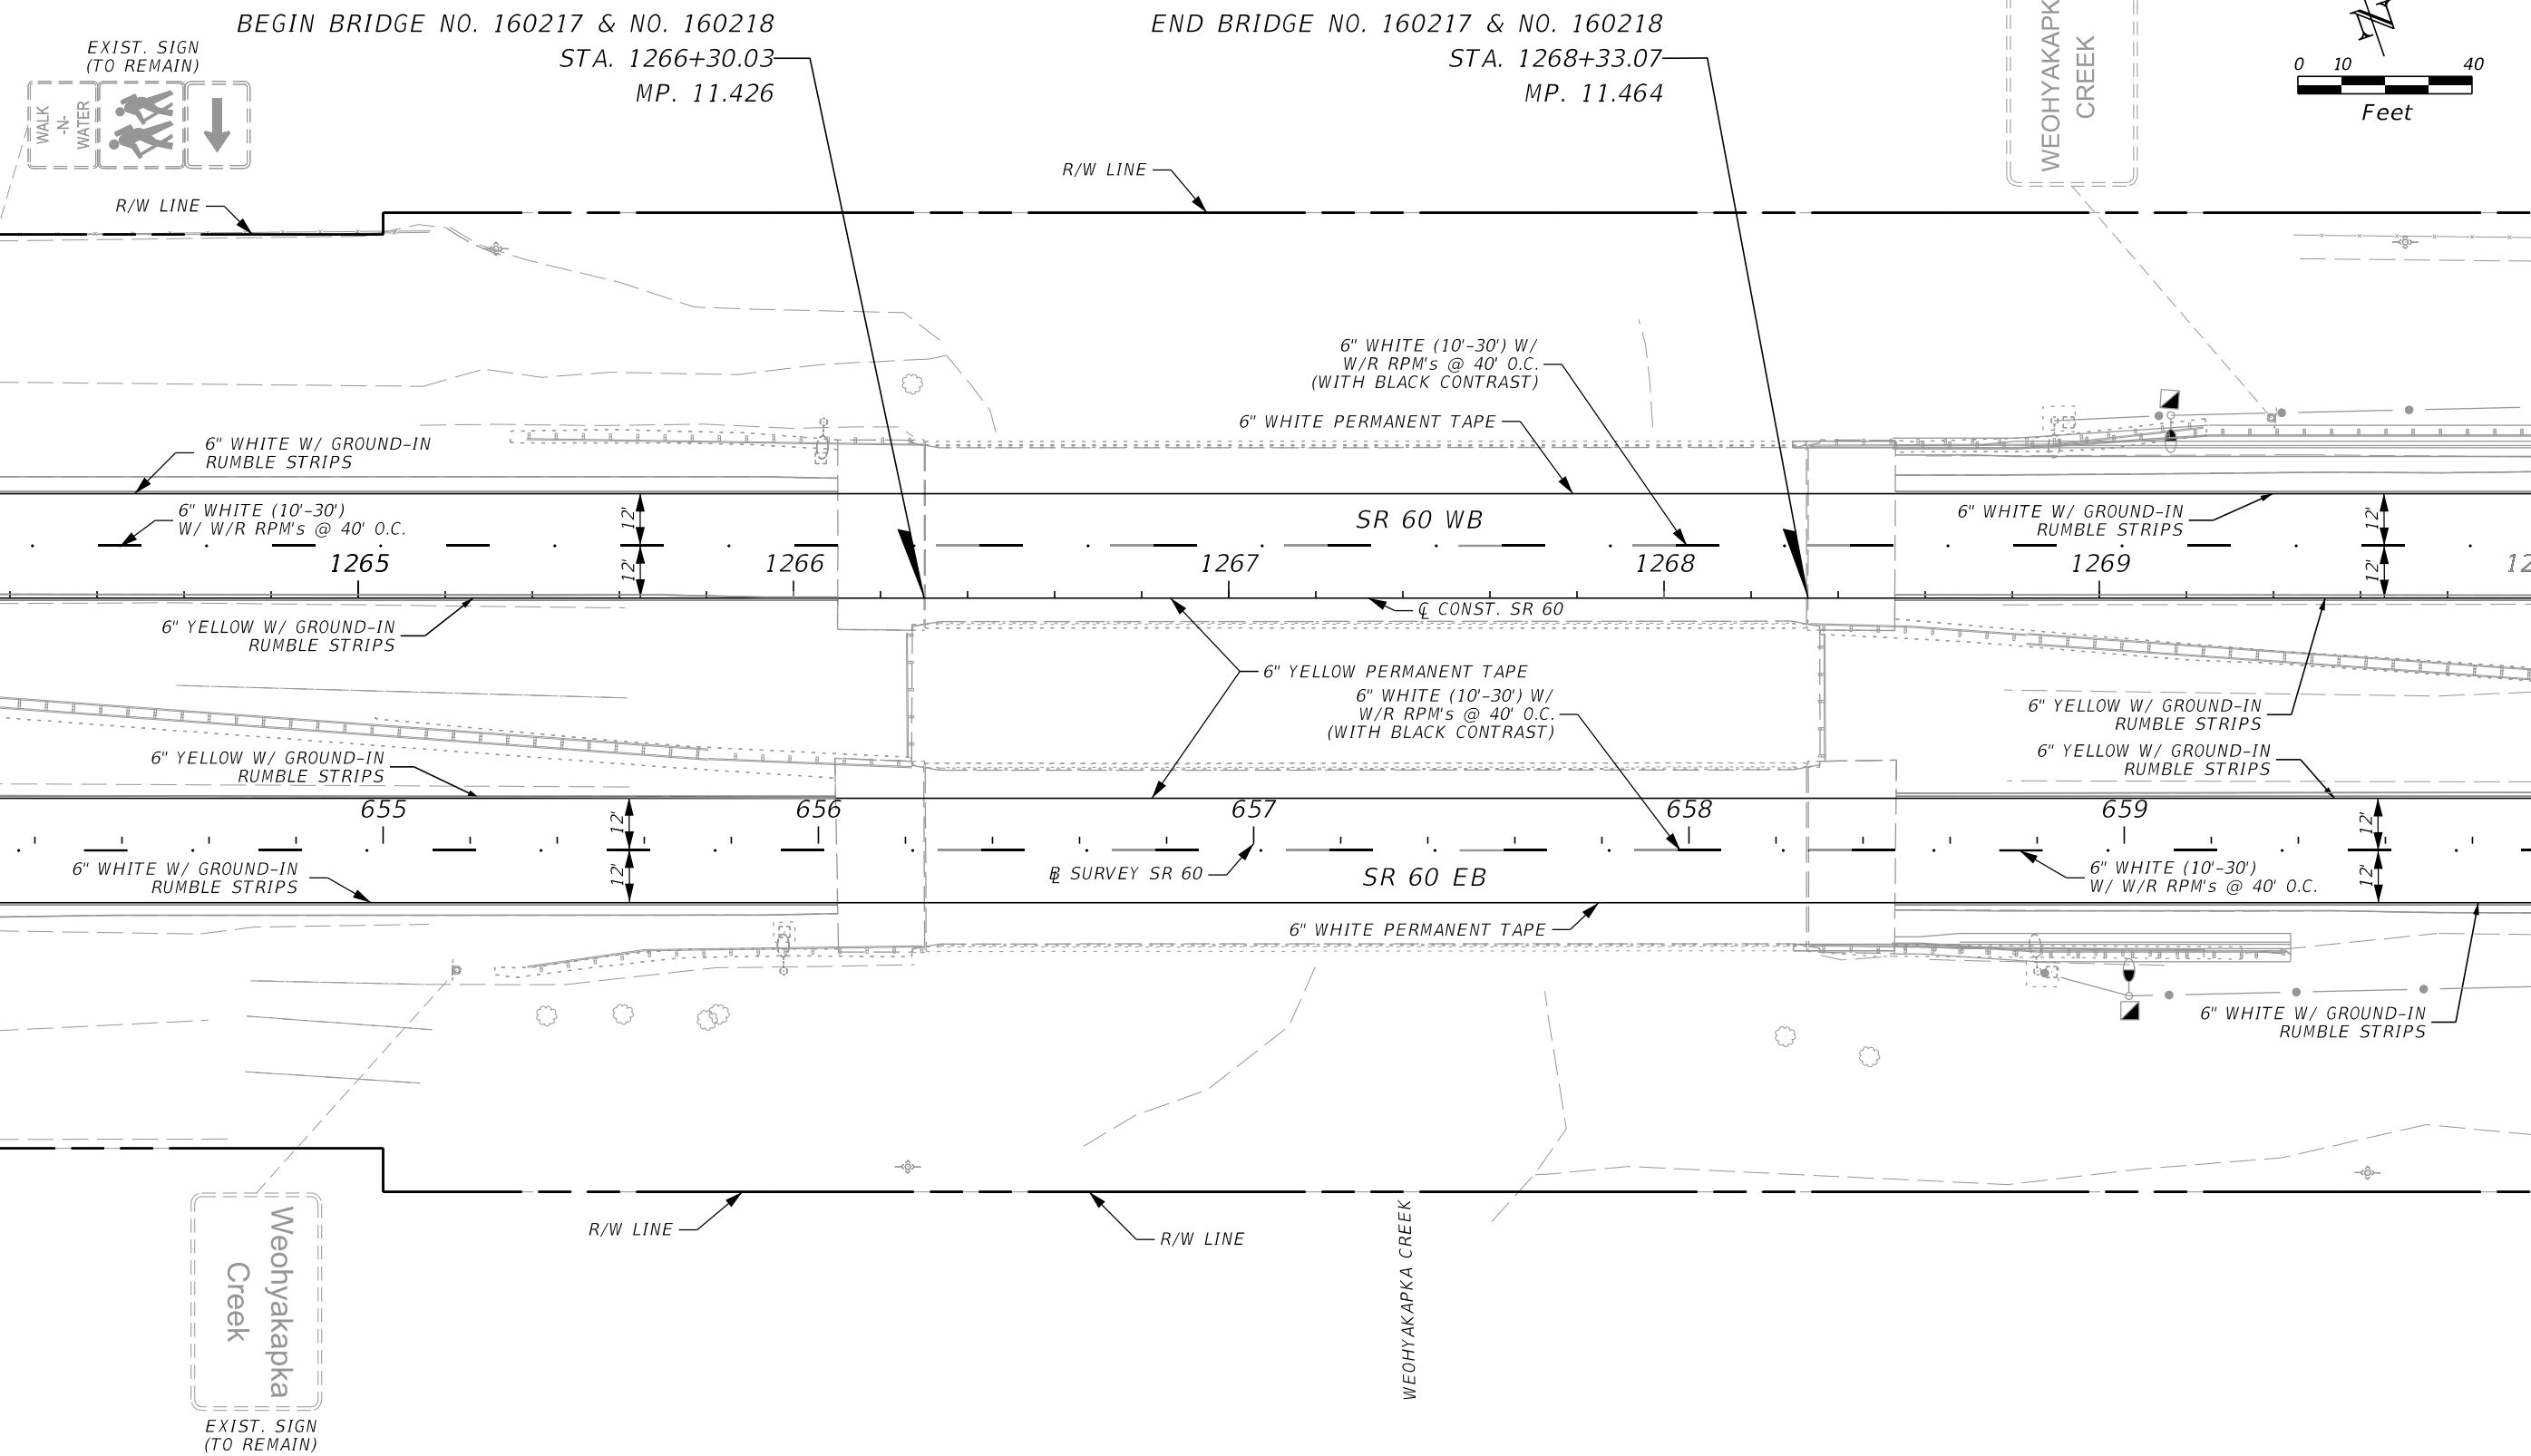 BEGIN BRIDGE NO. 160217 & NO. 160218
STA. 1266+30.03
MP. 11.426
END BRIDGE NO. 160217 & NO. 160218
STA. 1268+33.07
MP. 11.464
EXIST. SIGN
(TO REMAIN)
WALK
-N-
WATER
WEOHYAKAPK
CREEK
N
0 10 40
Feet
R/W LINE
R/W LINE
6" WHITE (10'-30') W/
W/R RPM's @ 40' O.C.
(WITH BLACK CONTRAST)
6" WHITE PERMANENT TAPE
6" WHITE W/ GROUND-IN
RUMBLE STRIPS
6" WHITE (10'-30')
W/ W/R RPM's @ 40' O.C.
12'
12'
SR 60 WB
6" WHITE W/ GROUND-IN
RUMBLE STRIPS
12'
12'
1265
1266
1267
1268
1269
12
℄ CONST. SR 60
6" YELLOW W/ GROUND-IN
RUMBLE STRIPS
6" YELLOW PERMANENT TAPE
6" WHITE (10'-30') W/
W/R RPM's @ 40' O.C.
(WITH BLACK CONTRAST)
6" YELLOW W/ GROUND-IN
RUMBLE STRIPS
6" YELLOW W/ GROUND-IN
RUMBLE STRIPS
6" YELLOW W/ GROUND-IN
RUMBLE STRIPS
655
656
657
658
659
12'
12'
12'
12'
6" WHITE W/ GROUND-IN
RUMBLE STRIPS
BL SURVEY SR 60
SR 60 EB
6" WHITE (10'-30')
W/ W/R RPM's @ 40' O.C.
6" WHITE PERMANENT TAPE
6" WHITE W/ GROUND-IN
RUMBLE STRIPS
R/W LINE
R/W LINE
WEOHYAKAPKA CREEK
Weohyakapka
Creek
EXIST. SIGN
(TO REMAIN)